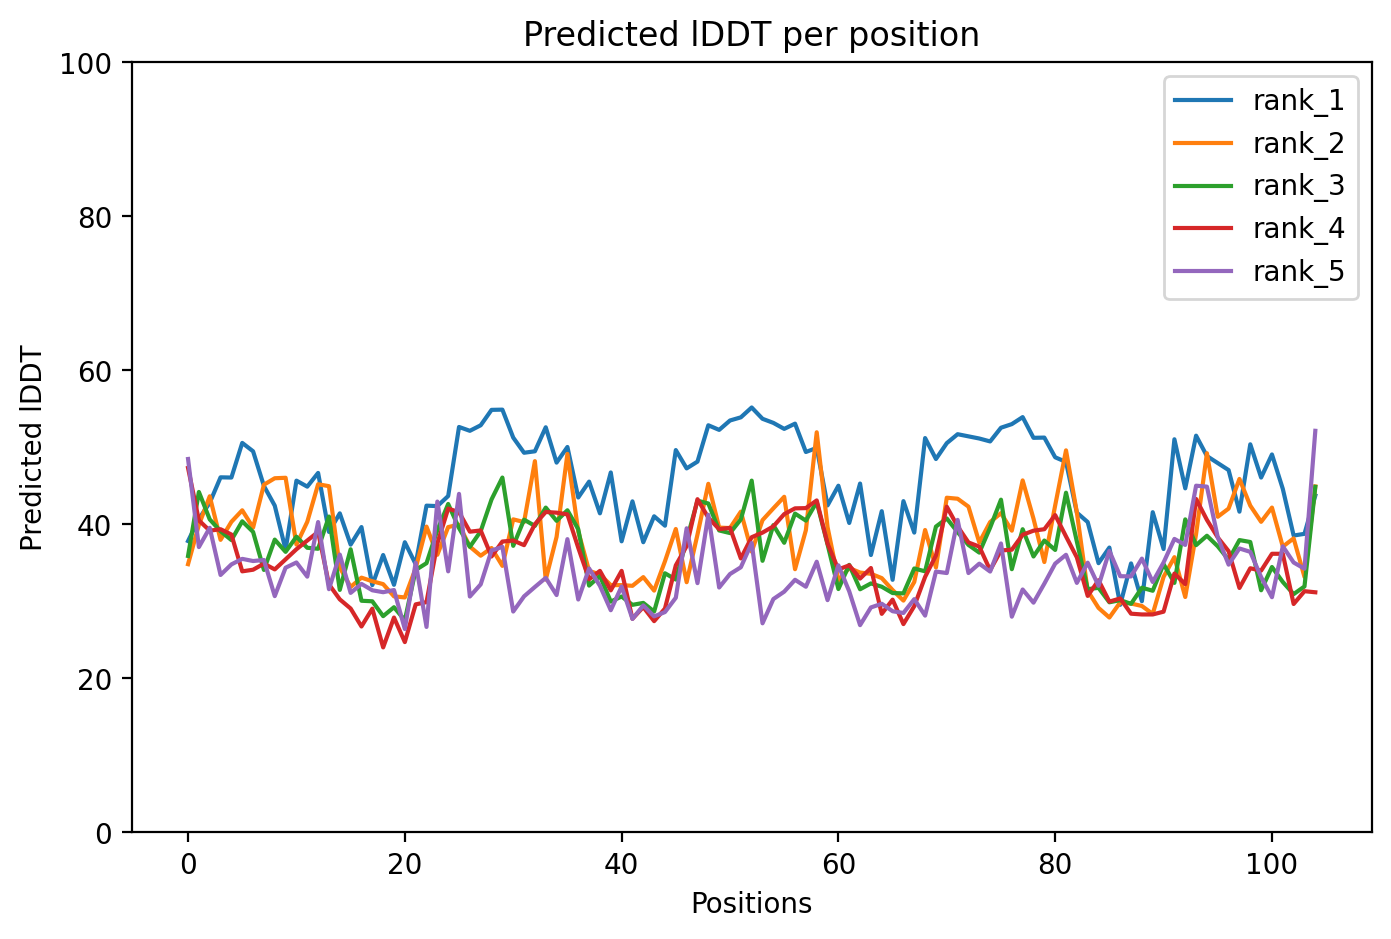 Predicted lDDT per position
100
80
60
40
20
0
Predicted lDDT
0 20 40 60 80 100
Positions
rank_1
rank_2
rank_3
rank_4
rank_5